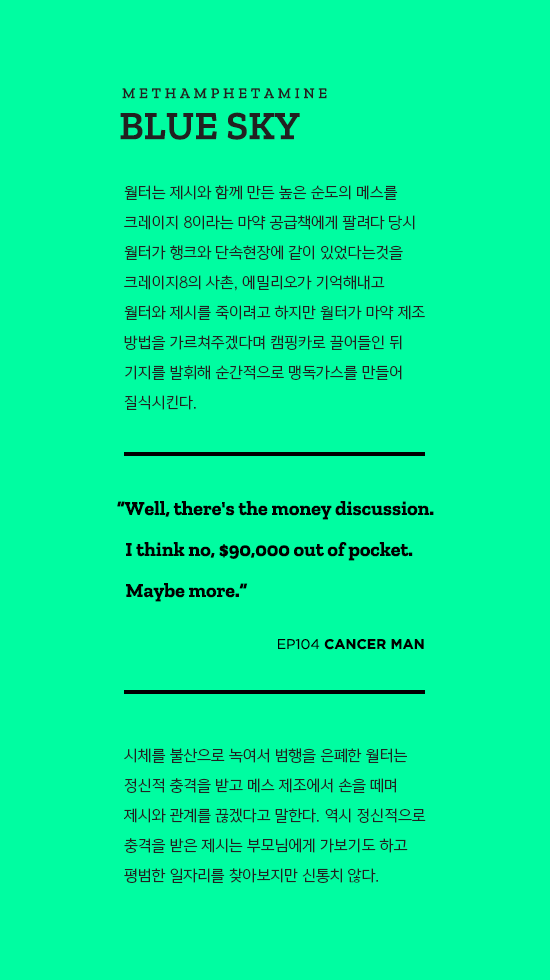 METHAMPHETAMINE
BLUE SKY
월터는 제시와 함께 만든 높은 순도의 메스를
크레이지 8이라는 마약 공급책에게 팔려다 당시
월터가 행크와 단속현장에 같이 있었다는것을
크레이지8의 사촌, 에밀리오가 기억해내고
월터와 제시를 죽이려고 하지만 월터가 마약 제조
방법을 가르쳐주겠다며 캠핑카로 끌어들인 뒤
기지를 발휘해 순간적으로 맹독가스를 만들어
질식시킨다.
“Well, there's the money discussion.
I think no, $90,000 out of pocket.
Maybe more.”
EP104 CANCER MAN
시체를 불산으로 녹여서 범행을 은폐한 월터는
정신적 충격을 받고 메스 제조에서 손을 떼며
제시와 관계를 끊겠다고 말한다. 역시 정신적으로
충격을 받은 제시는 부모님에게 가보기도 하고
평범한 일자리를 찾아보지만 신통치 않다.